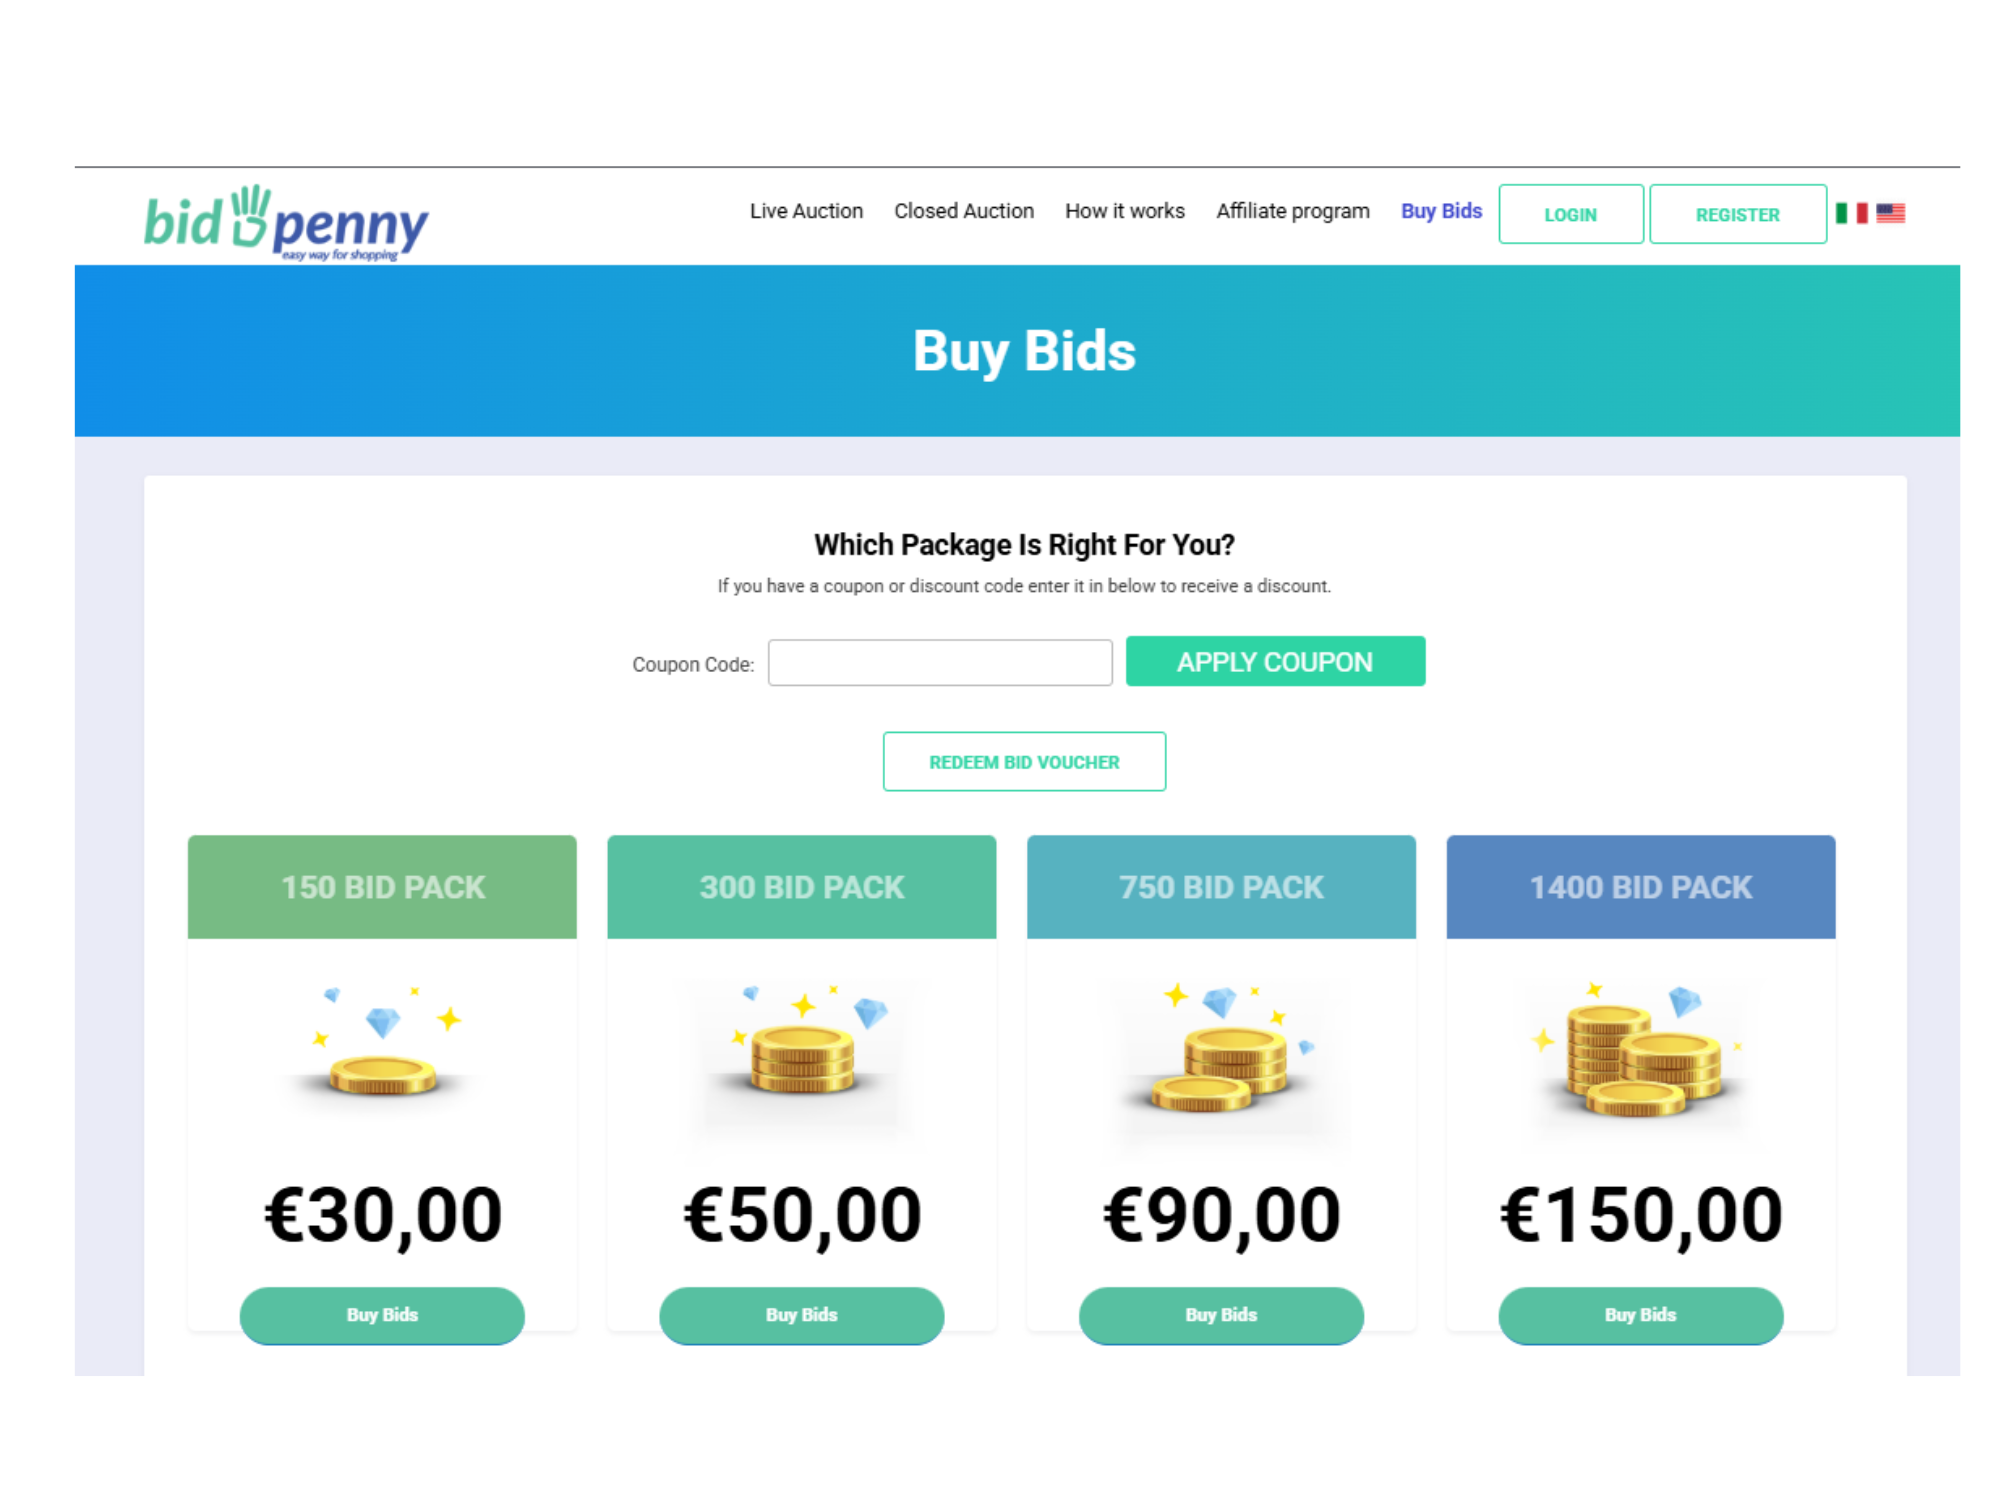 bid penny
easy way for shopping
Live Auction Closed Auction How it works Affiliate program Buy Bids LOGIN REGISTER
Buy Bids
Which Package Is Right For You?
If you have a coupon or discount code enter it in below to receive a discount.
Coupon Code: APPLY COUPON
REDEEM BID VOUCHER
150 BID PACK 300 BID PACK 750 BID PACK 1400 BID PACK
€30,00 €50,00 €90,00 €150,00
Buy Bids Buy Bids Buy Bids Buy Bids